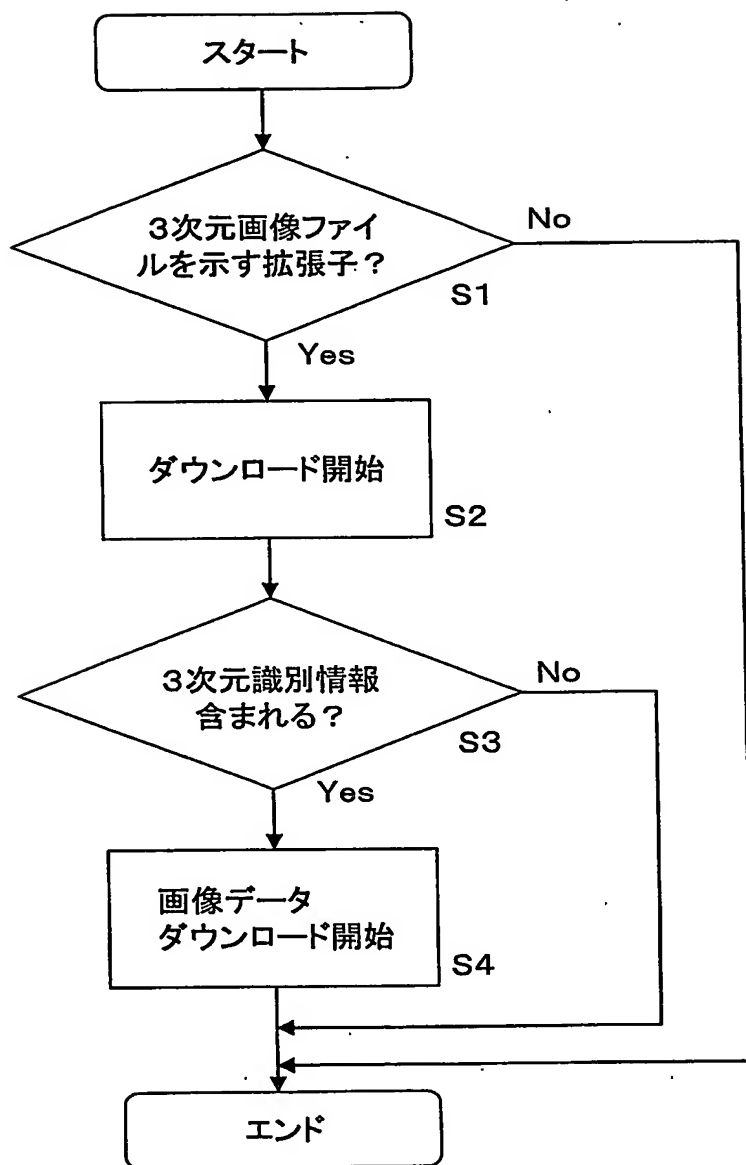 スタート
3次元画像ファイ
ルを示す拡張子?
No
S1
Yes
ダウンロード開始
S2
3次元識別情報
含まれる?
No
S3
Yes
画像データ
ダウンロード開始
S4
エンド